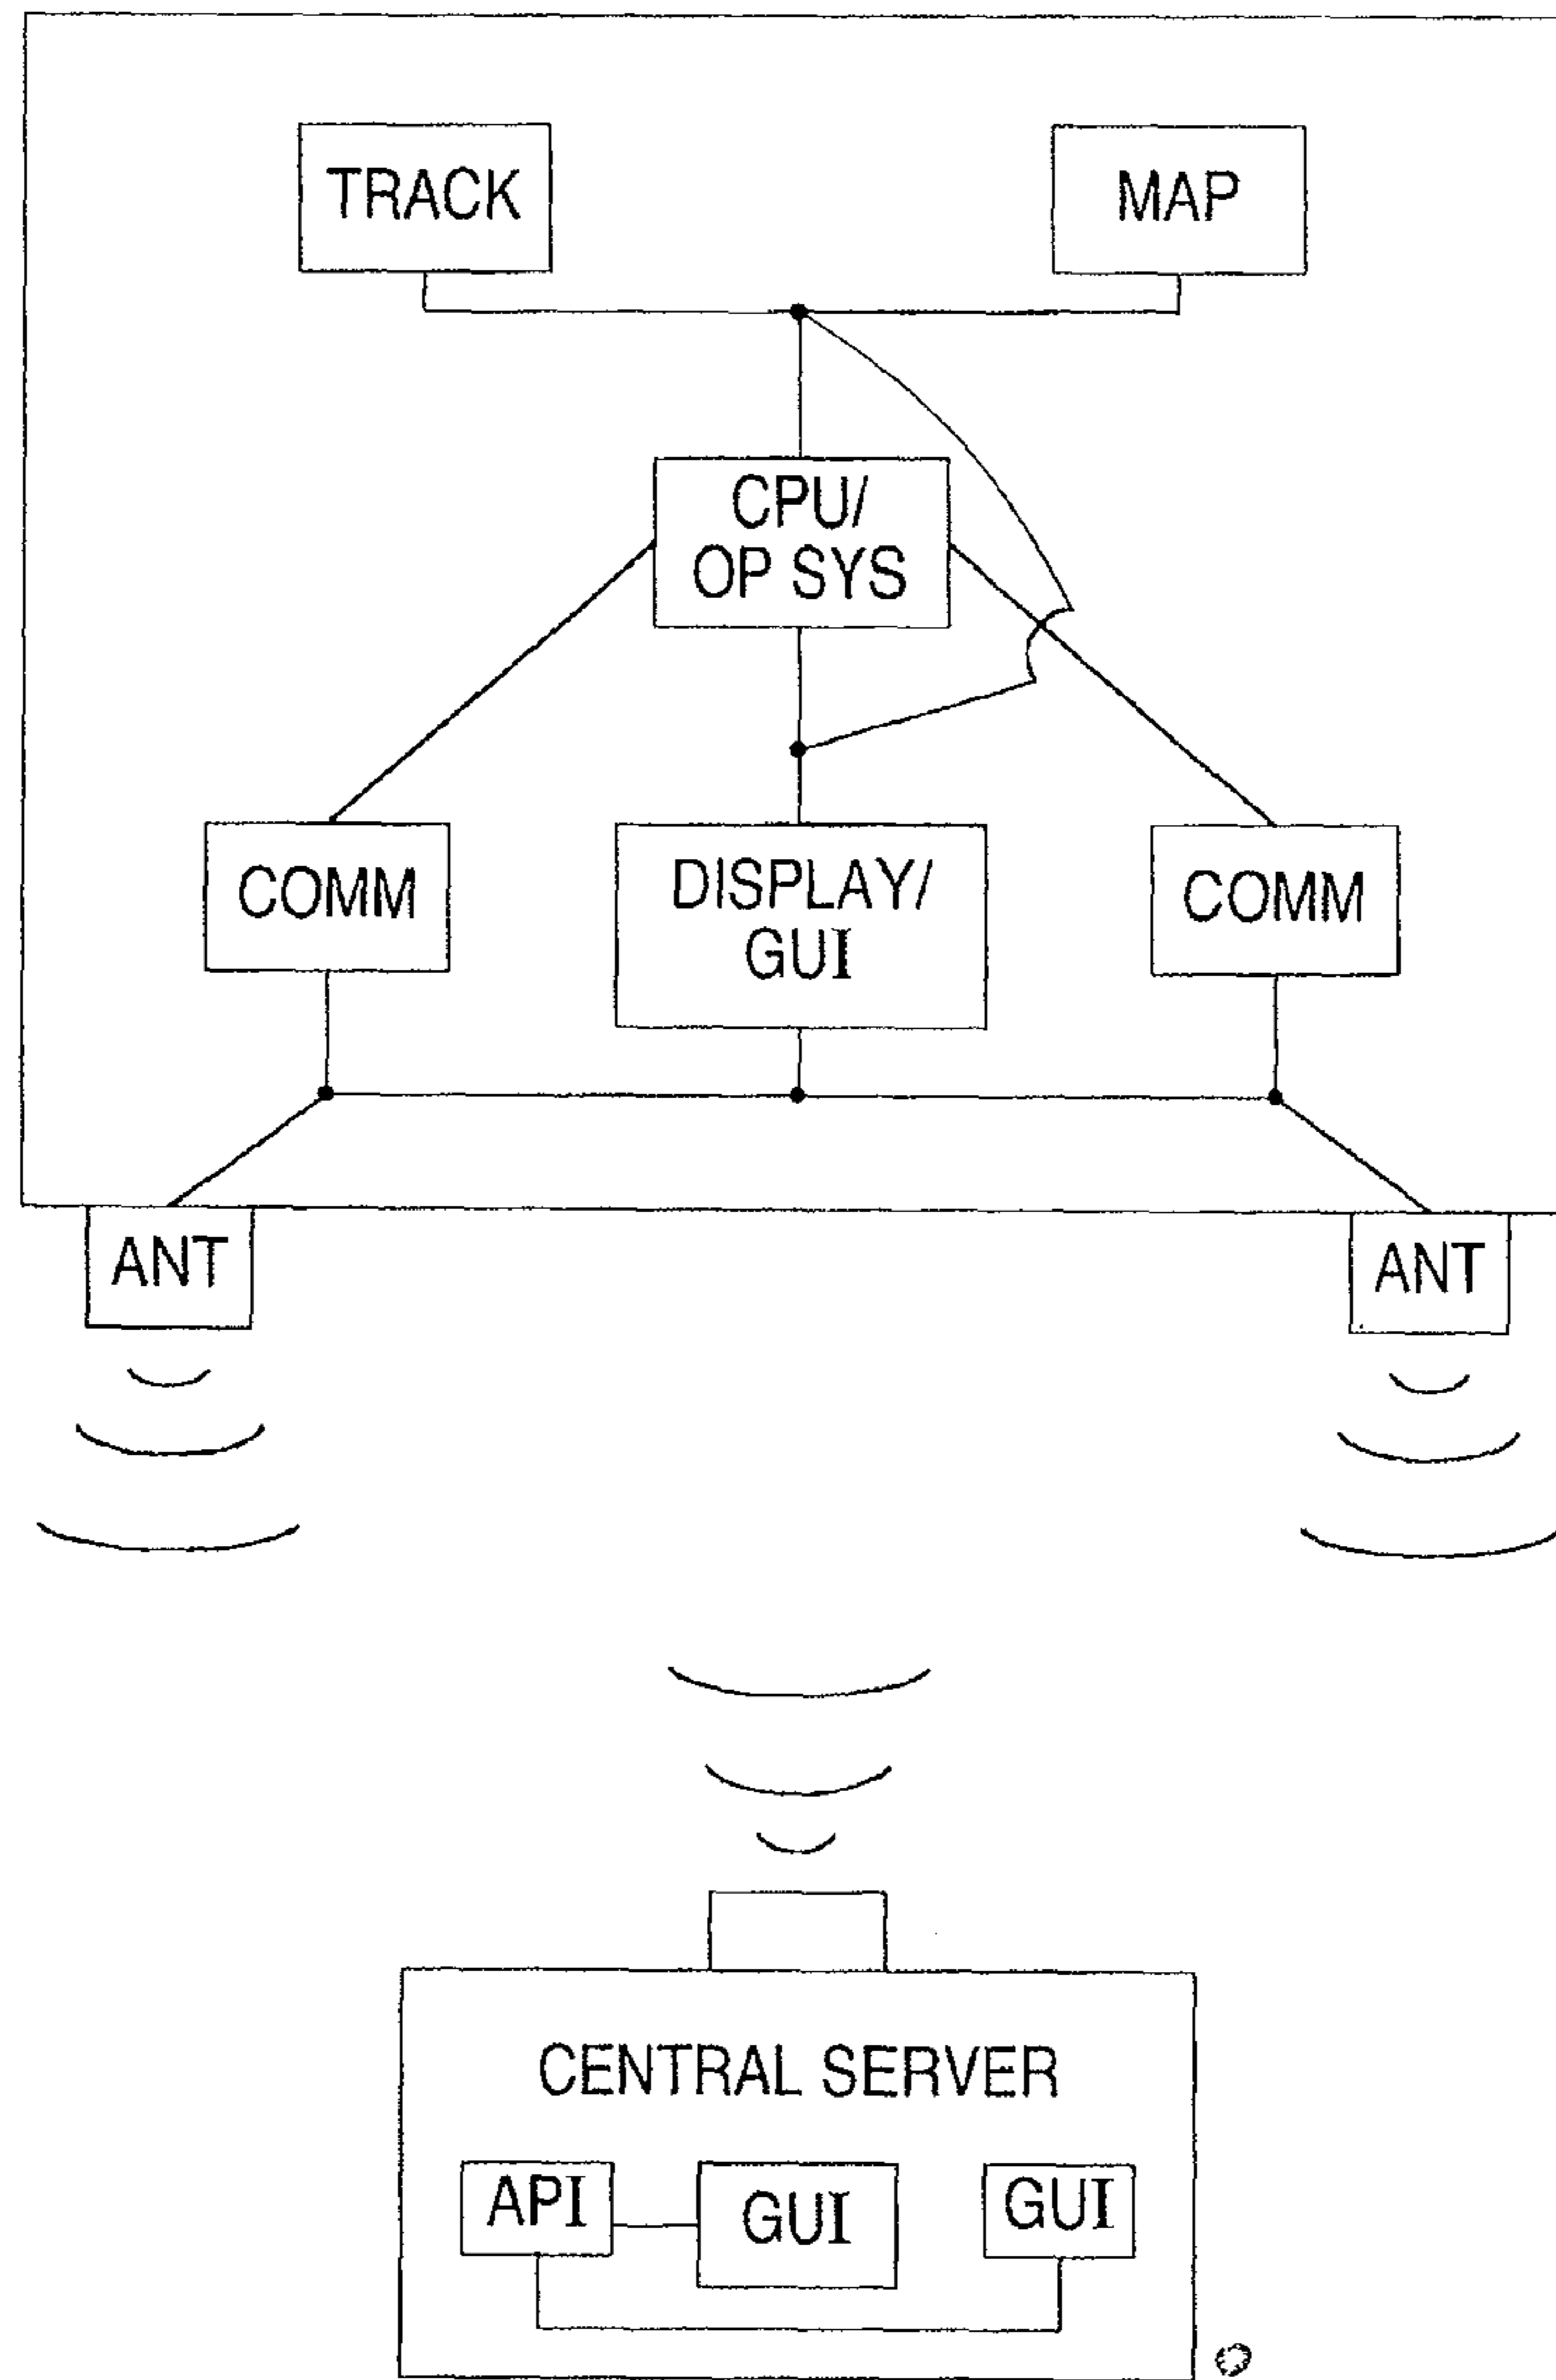 TRACK
MAP
CPU/
OP SYS
COMM
DISPLAY/
GUI
COMM
ANT
ANT
CENTRAL SERVER
API
GUI
GUI